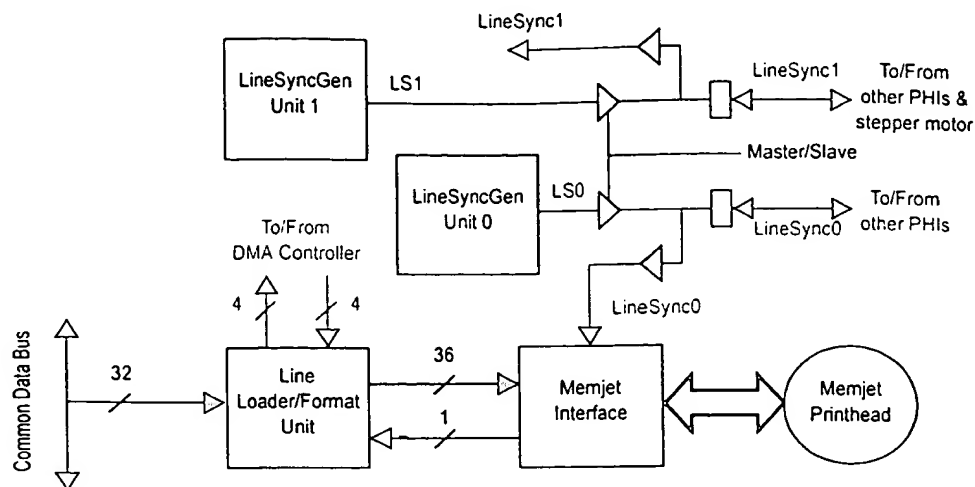 LineSync1
LineSyncGen
Unit 1
LS1
LineSync1
To/From
other PHIs &
stepper motor
Master/Slave
LineSyncGen
Unit 0
LS0
LineSync0
To/From
other PHIs
To/From
DMA Controller
4
4
LineSync0
Common Data Bus
32
Line
Loader/Format
Unit
36
1
Memjet
Interface
Memjet
Printhead